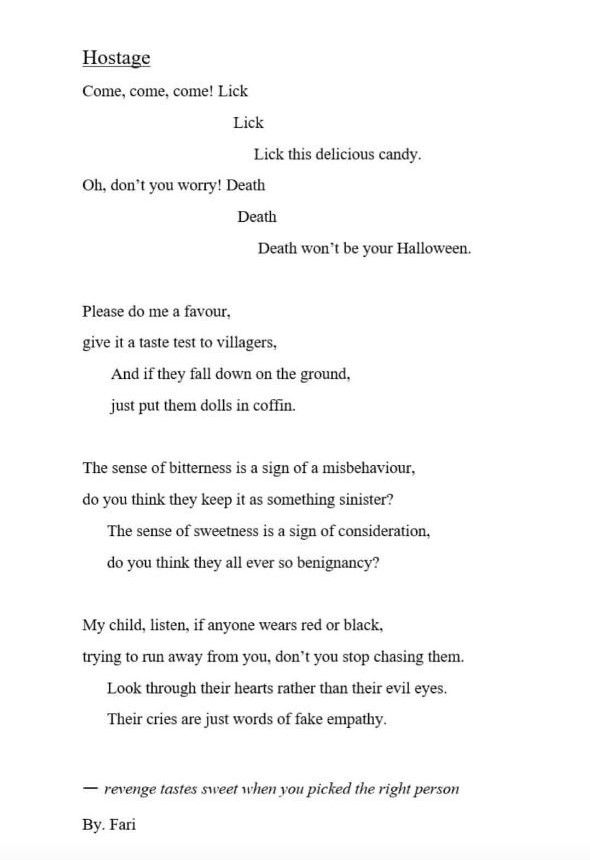 Hostage
Come, come, come! Lick
Lick
Lick this delicious candy.
Oh, don’t you worry! Death
Death
Death won’t be your Halloween.
Please do me a favour,
give it a taste test to villagers,
And if they fall down on the ground,
just put them dolls in coffin.
The sense of bitterness is a sign of a misbehaviour,
do you think they keep it as something sinister?
The sense of sweetness is a sign of consideration,
do you think they all ever so benignancy?
My child, listen, if anyone wears red or black,
trying to run away from you, don’t you stop chasing them.
Look through their hearts rather than their evil eyes.
Their cries are just words of fake empathy.
— revenge tastes sweet when you picked the right person
By. Fari